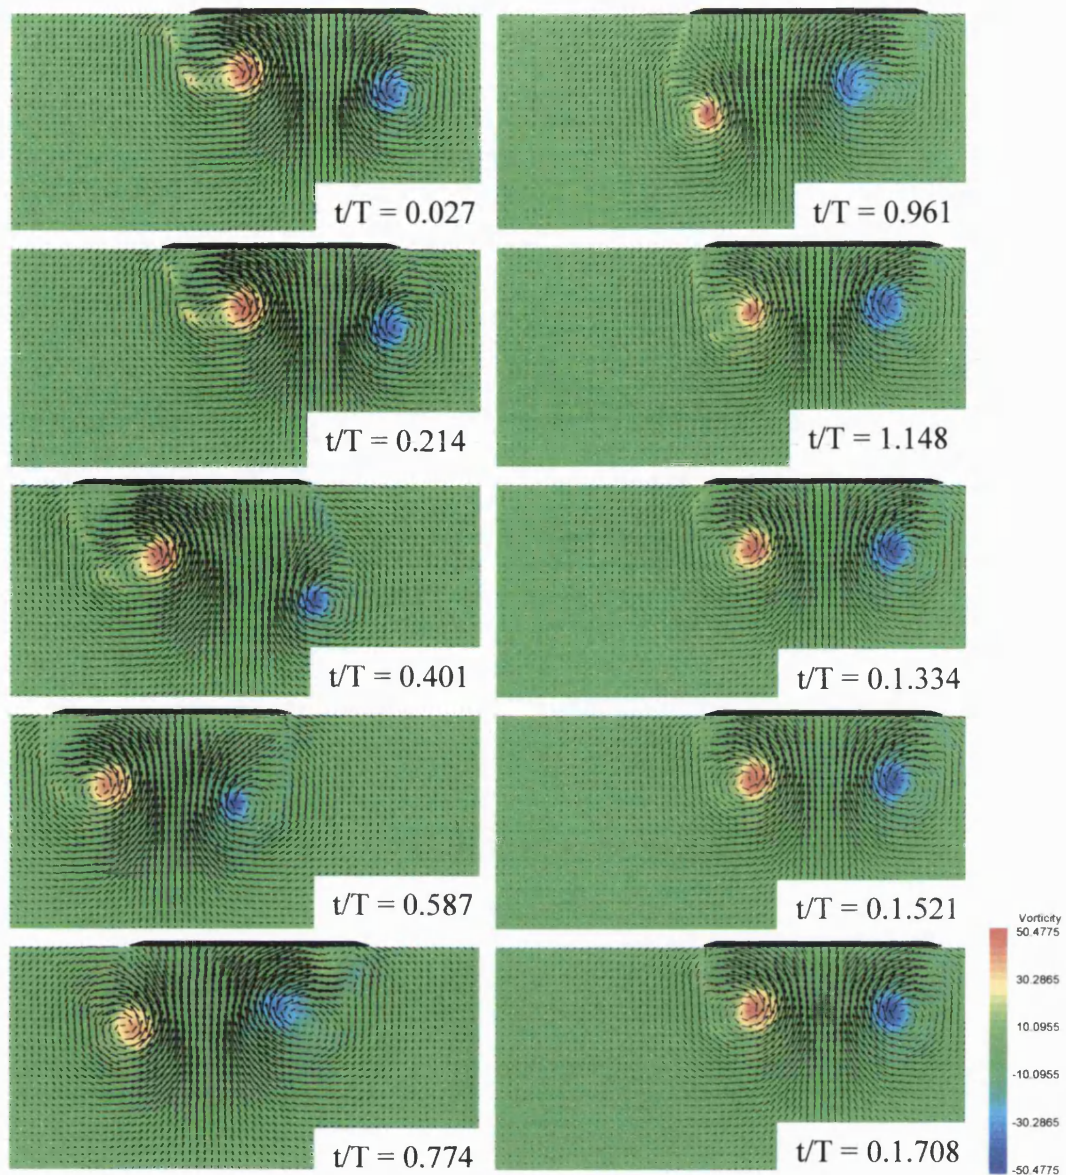 t/T = 0.027
t/T = 0.961
t/T = 0.214
t/T = 1.148
t/T = 0.401
t/T = 0.1.334
t/T = 0.587
t/T = 0.1.521
t/T = 0.774
t/T = 0.1.708
Vorticity
50.4775
30.2865
10.0955
-10.0955
-30.2865
-50.4775